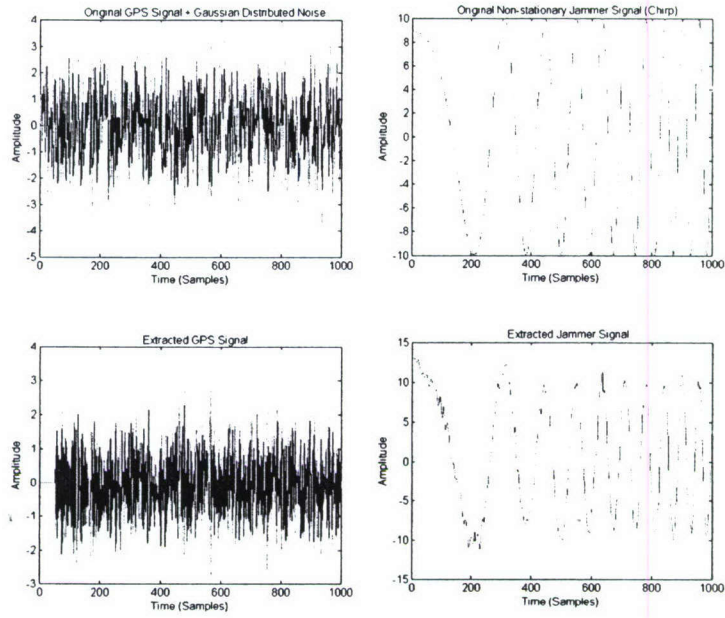 Original GPS Signal + Gaussian Distributed Noise
4
3
2
1
0
-1
-2
-3
-4
-5
Amplitude
0 200 400 600 800 1000
Time (Samples)
Original Non-stationary Jammer Signal (Chirp)
10
8
6
4
2
0
-2
-4
-6
-8
-10
Amplitude
0 200 400 600 800 1000
Time (Samples)
Extracted GPS Signal
4
3
2
1
0
-1
-2
-3
Amplitude
0 200 400 600 800 1000
Time (Samples)
Extracted Jammer Signal
15
10
5
0
-5
-10
-15
Amplitude
0 200 400 600 800 1000
Time (Samples)